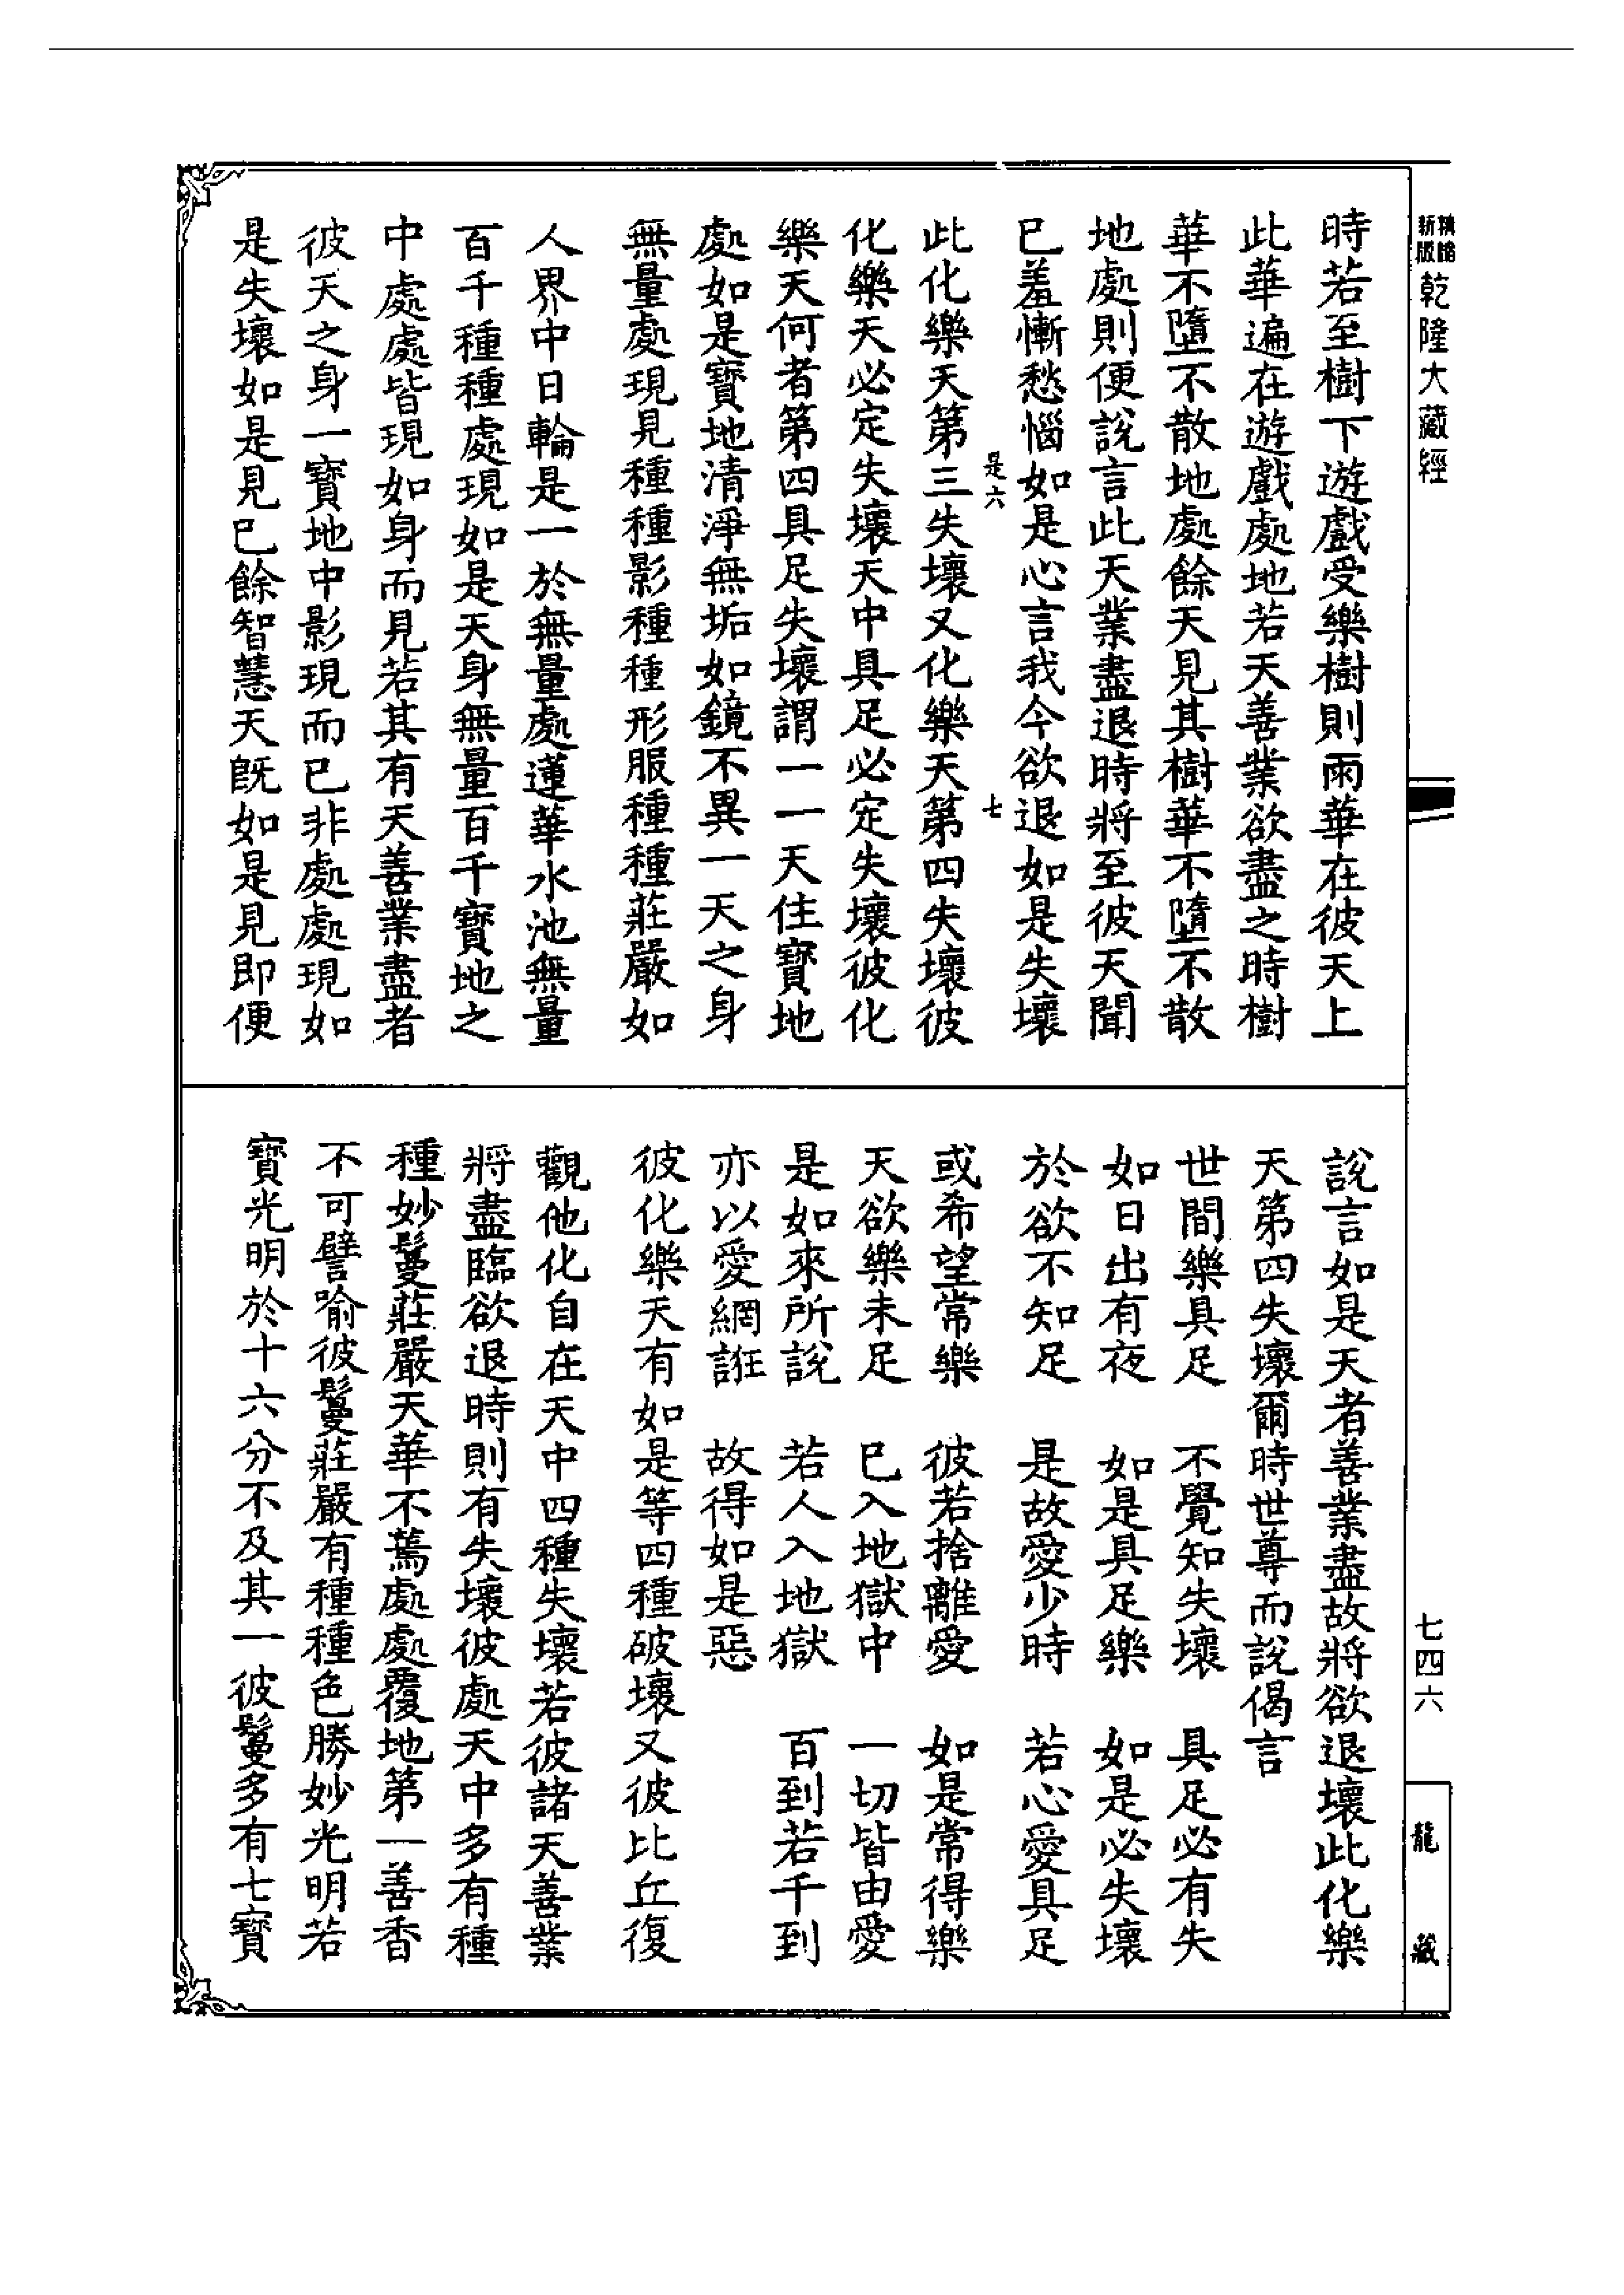 新版
乾隆大藏經
時若至樹下遊戲受樂樹則雨華在彼天上
此華遍在遊戲處地若天善業欲盡之時樹
華不墮不散地處餘天見其樹華不墮不散
地處則便說言此天業盡退時將至彼天聞
已羞慚愁惱如是心言我今欲退如是失壞
是六
七
此化樂天第三失壞又化樂天第四失壞彼
化樂天必定失壞天中具足必定失壞彼化
樂天何者第四具足失壞謂一一天住寶地
處如是寶地清淨無垢如鏡不異一天之身
無量處現見種種影種種形服種種莊嚴如
人界中日輪是一於無量處蓮華水池無量
百千種種處現如是天身無量百千寶地之
中處處皆現如身而見若其有天善業盡者
彼天之身一寶地中影現而已非處處現如
是失壞如是見已餘智慧天既如是見即便
說言如是天者善業盡故將欲退壞此化樂
天第四失壞爾時世尊而說偈言
世間樂具足　不覺知失壞　具足必有失
如日出有夜　如是具足樂　如是必失壞
於欲不知足　是故愛少時　若心愛具足
或希望常樂　彼若捨離愛　如是常得樂
天欲樂未足　已入地獄中　一切皆由愛
是如來所說　若人入地獄　百到若千到
亦以愛網誑　故得如是惡
彼化樂天有如是等四種破壞又彼比丘復
觀他化自在天中四種失壞若彼諸天善業
將盡臨欲退時則有失壞彼處天中多有種
種妙鬘莊嚴天華不蔫處處覆地第一善香
不可譬喻彼鬘莊嚴有種種色勝妙光明若
寶光明於十六分不及其一彼鬘多有七寶
七四六
龍藏